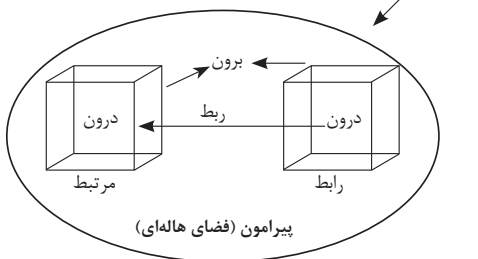 برون
ربط
درون
درون
رابط
مرتبط
پیرامون (فضای هاله‌ای)